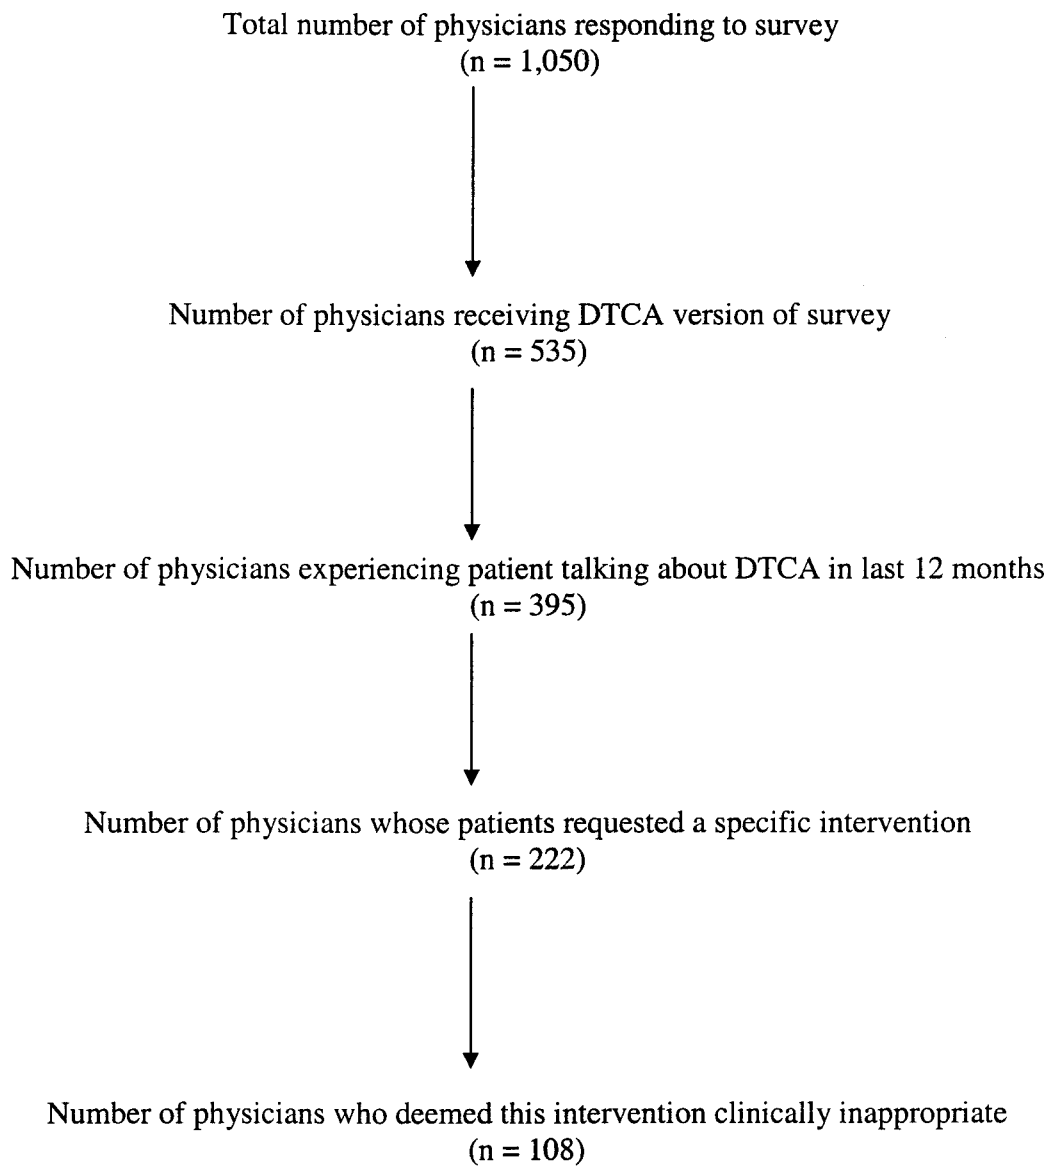 Total number of physicians responding to survey
(n = 1,050)
Number of physicians receiving DTCA version of survey
(n = 535)
Number of physicians experiencing patient talking about DTCA in last 12 months
(n = 395)
Number of physicians whose patients requested a specific intervention
(n = 222)
Number of physicians who deemed this intervention clinically inappropriate
(n = 108)